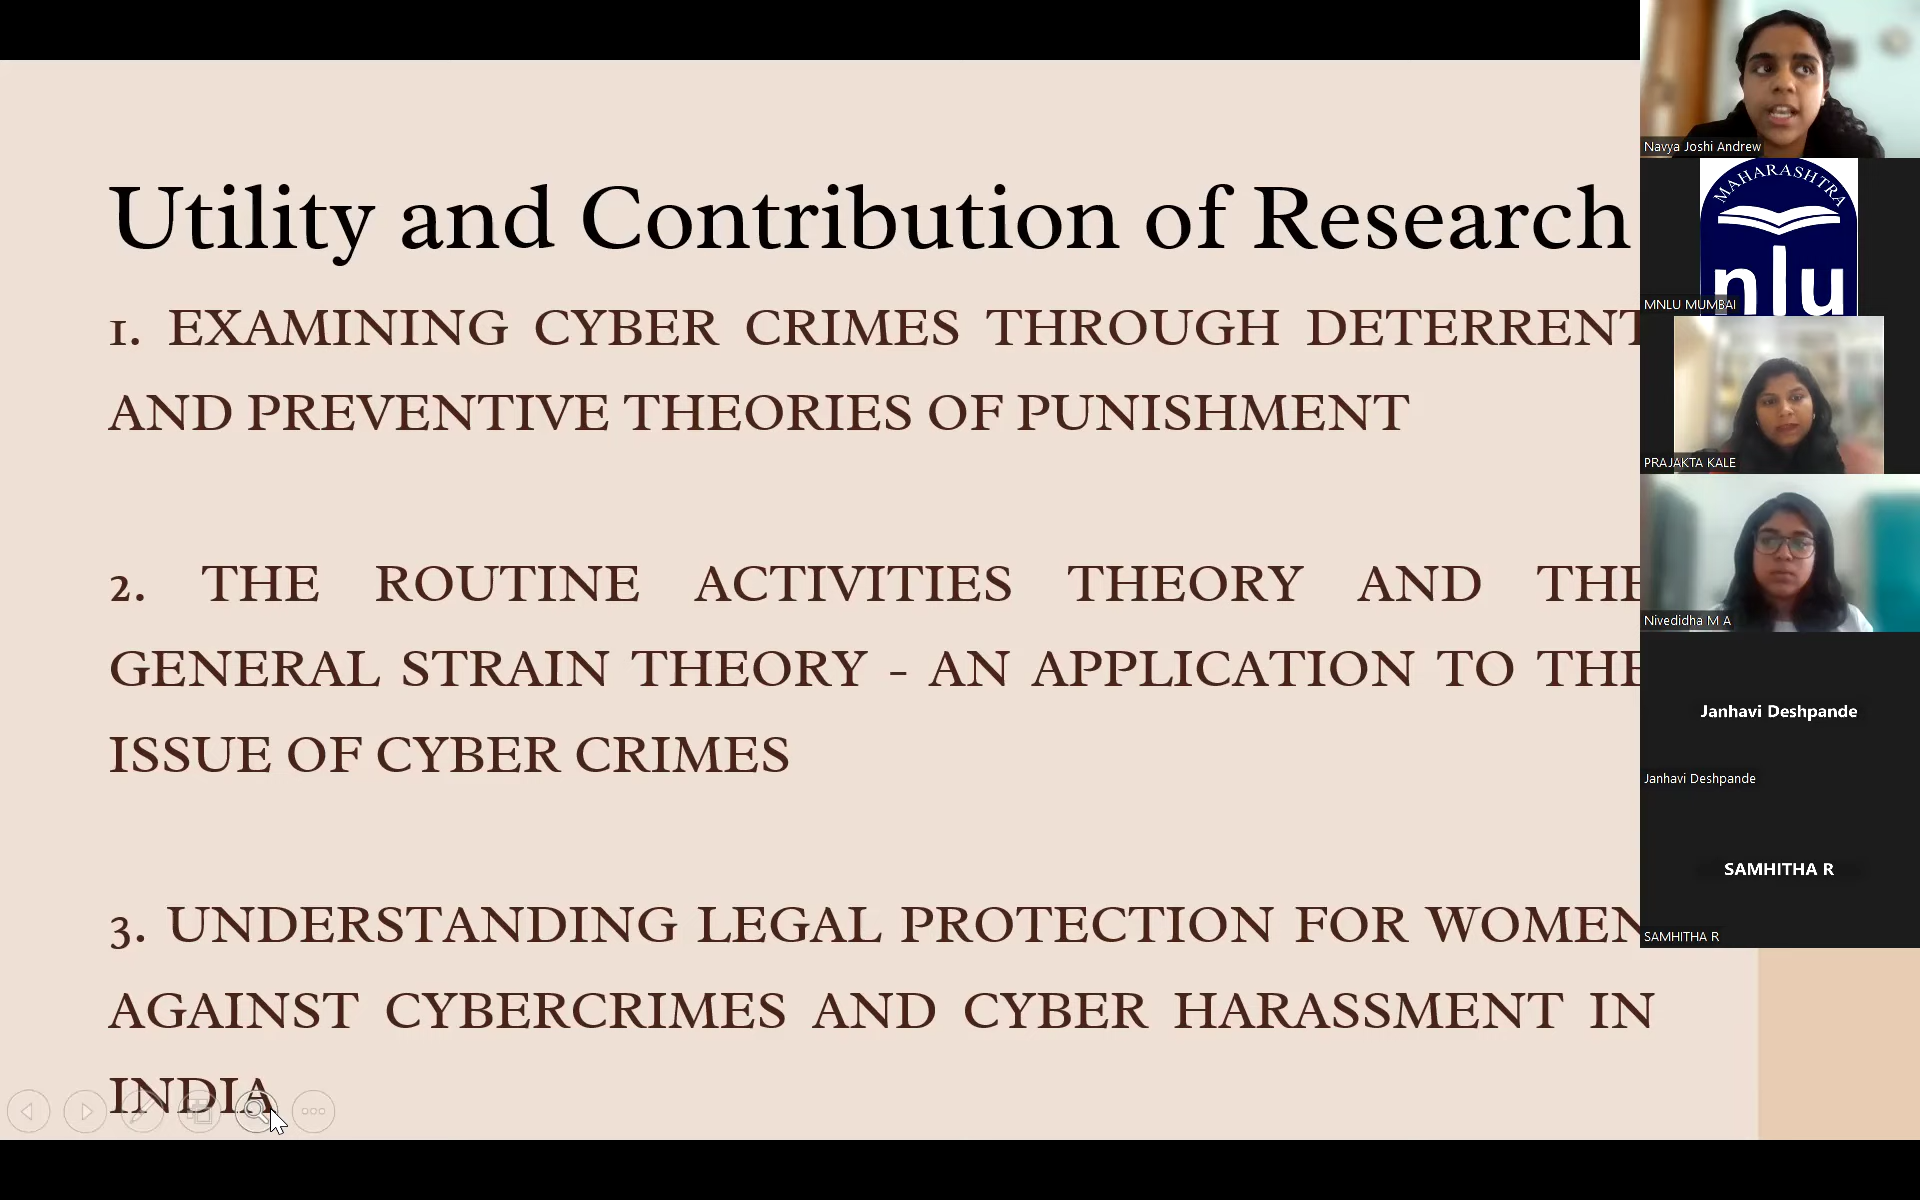 Utility and Contribution of Research
1. EXAMINING CYBER CRIMES THROUGH DETERRENT
AND PREVENTIVE THEORIES OF PUNISHMENT
2. THE ROUTINE ACTIVITIES THEORY AND THE
GENERAL STRAIN THEORY - AN APPLICATION TO THE
ISSUE OF CYBER CRIMES
3. UNDERSTANDING LEGAL PROTECTION FOR WOMEN
AGAINST CYBERCRIMES AND CYBER HARASSMENT IN
INDIA
Navya Joshi Andrew
MAHARASHTRA
nlu
MNLU MUMBAI
PRAJAKTA KALE
Nivedidha M A
Janhavi Deshpande
Janhavi Deshpande
SAMHITHA R
SAMHITHA R